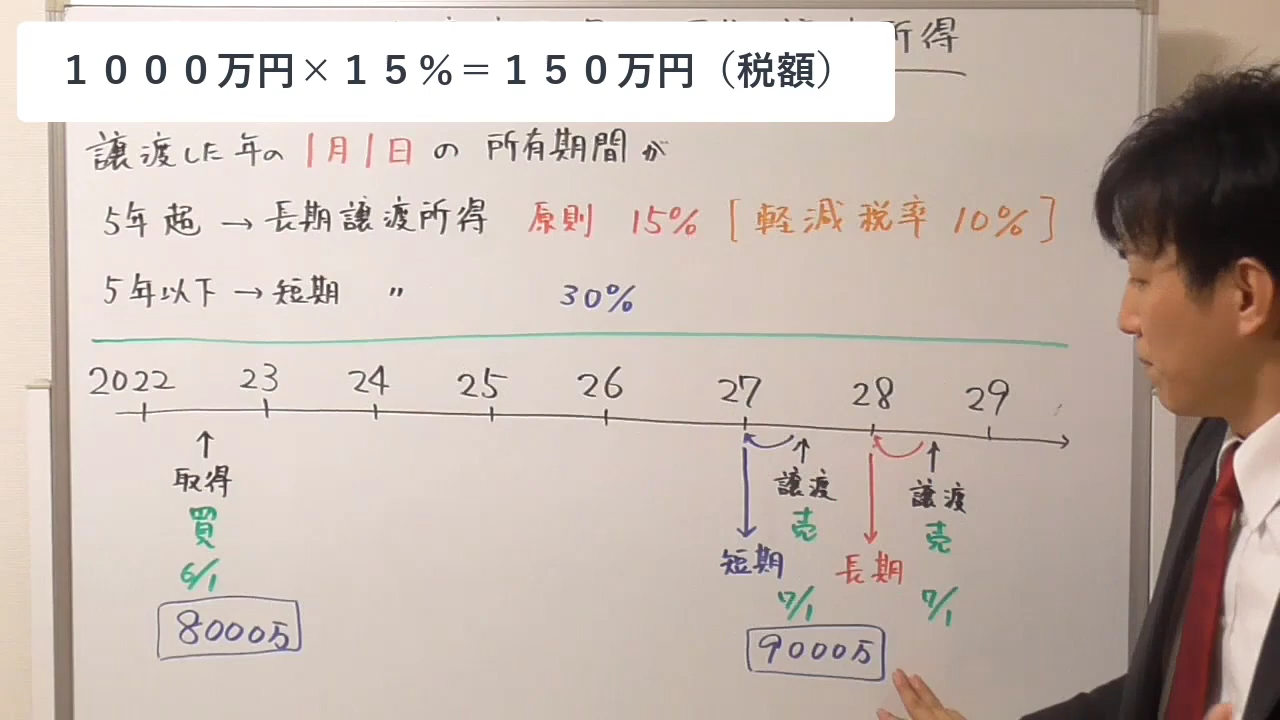 １０００万円×１５％＝１５０万円（税額）
所得
譲渡した年の 1月1日 の 所有期間が
5年超 → 長期譲渡所得 原則 15% [軽減税率 10%]
5年以下 → 短期 〃 30%
2022 23 24 25 26 27 28 29
取得 譲渡 譲渡
買 売 売
短期 長期
6/1 7/1 7/1
8000万 9000万